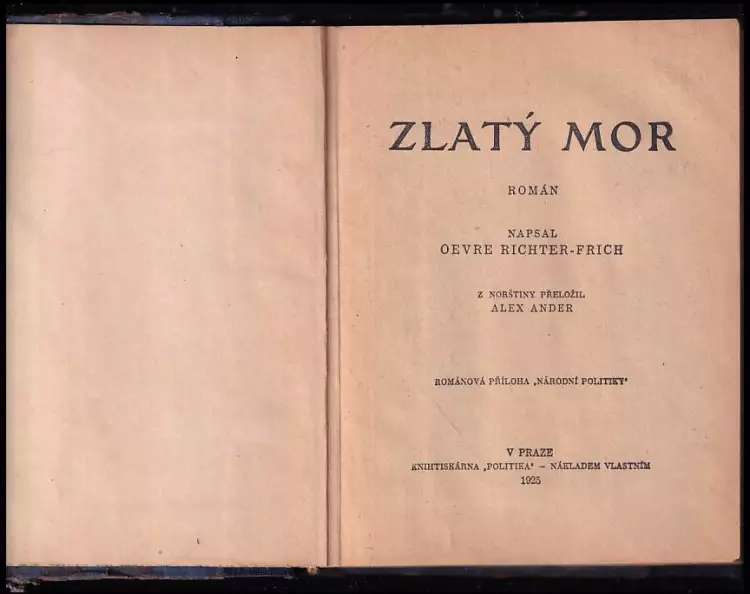 ZLATÝ MOR
ROMÁN
NAPSAL
OEVRE RICHTER-FRICH
Z NORŠTINY PŘELOŽIL
ALEX ANDER
ROMÁNOVÁ PŘÍLOHA ‚NÁRODNÍ POLITIKY‘
V PRAZE
KNIHTISKÁRNA ‚POLITIKA‘ – NÁKLADEM VLASTNÍM
1925